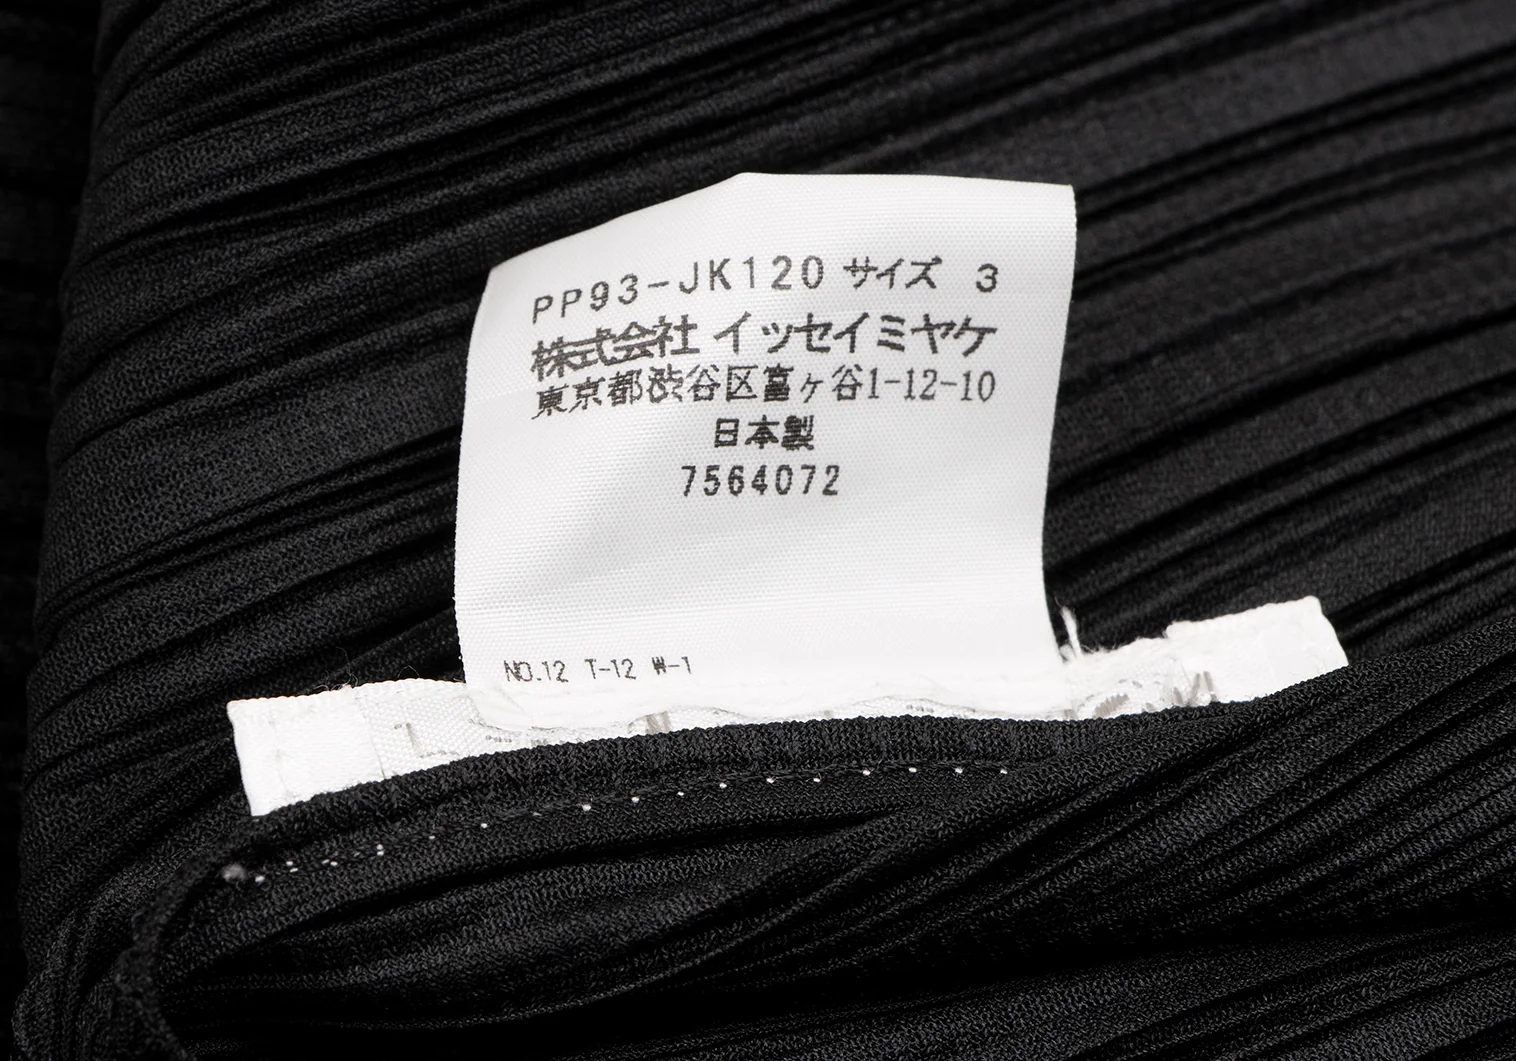 PP93-JK120 サイズ 3
株式会社 イッセイミヤケ
東京都渋谷区富ヶ谷1-12-10
日本製
7564072
NO.12 T-12 W-1